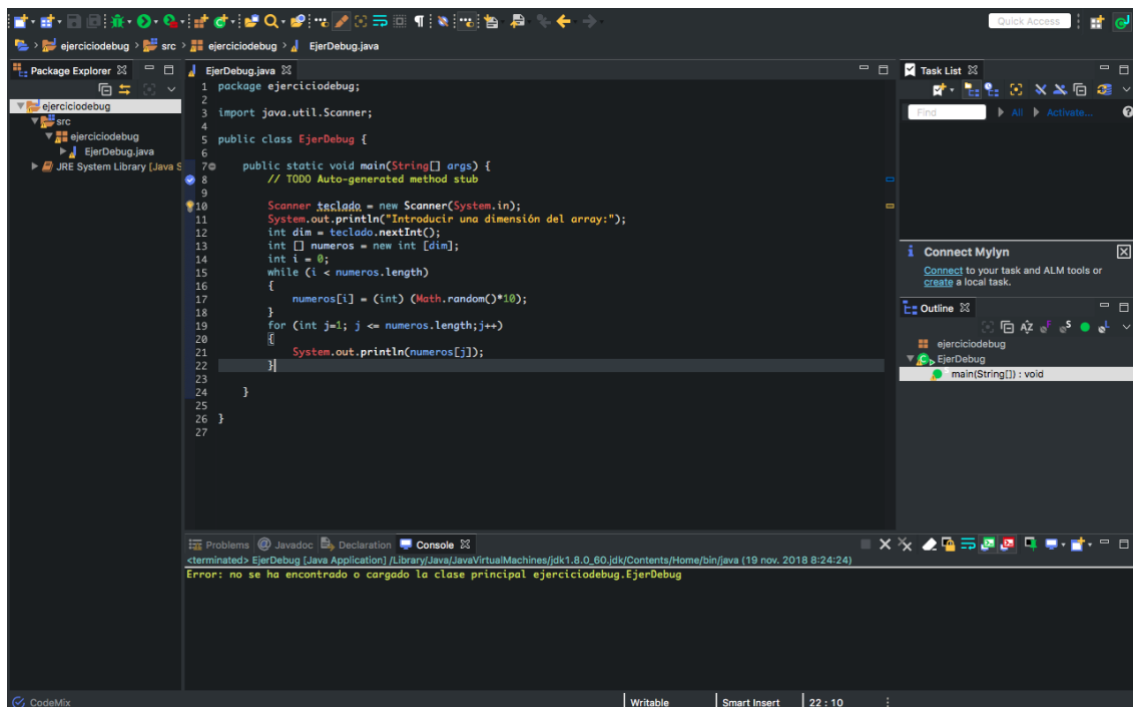 Quick Access
ejerciciodebug > src > ejerciciodebug > EjerDebug.java
Package Explorer
ejerciciodebug
src
ejerciciodebug
EjerDebug.java
JRE System Library [Java S
EjerDebug.java
1 package ejerciciodebug;
2
3 import java.util.Scanner;
4
5 public class EjerDebug {
6
7 public static void main(String[] args) {
8 // TODO Auto-generated method stub
9
10 Scanner teclado = new Scanner(System.in);
11 System.out.println("Introducir una dimensión del array:");
12 int dim = teclado.nextInt();
13 int [] numeros = new int [dim];
14 int i = 0;
15 while (i < numeros.length)
16 {
17 numeros[i] = (int) (Math.random()*10);
18 }
19 for (int j=1; j <= numeros.length;j++)
20 {
21 System.out.println(numeros[j]);
22 }
23
24 }
25
26 }
27
Task List
Find
All
Activate...
Connect Mylyn
Connect to your task and ALM tools or
create a local task.
Outline
ejerciciodebug
EjerDebug
main(String[]) : void
Problems
Javadoc
Declaration
Console
<terminated> EjerDebug [Java Application] /Library/Java/JavaVirtualMachines/jdk1.8.0_60.jdk/Contents/Home/bin/java (19 nov. 2018 8:24:24)
Error: no se ha encontrado o cargado la clase principal ejerciciodebug.EjerDebug
CodeMix
Writable
Smart Insert
22 : 10